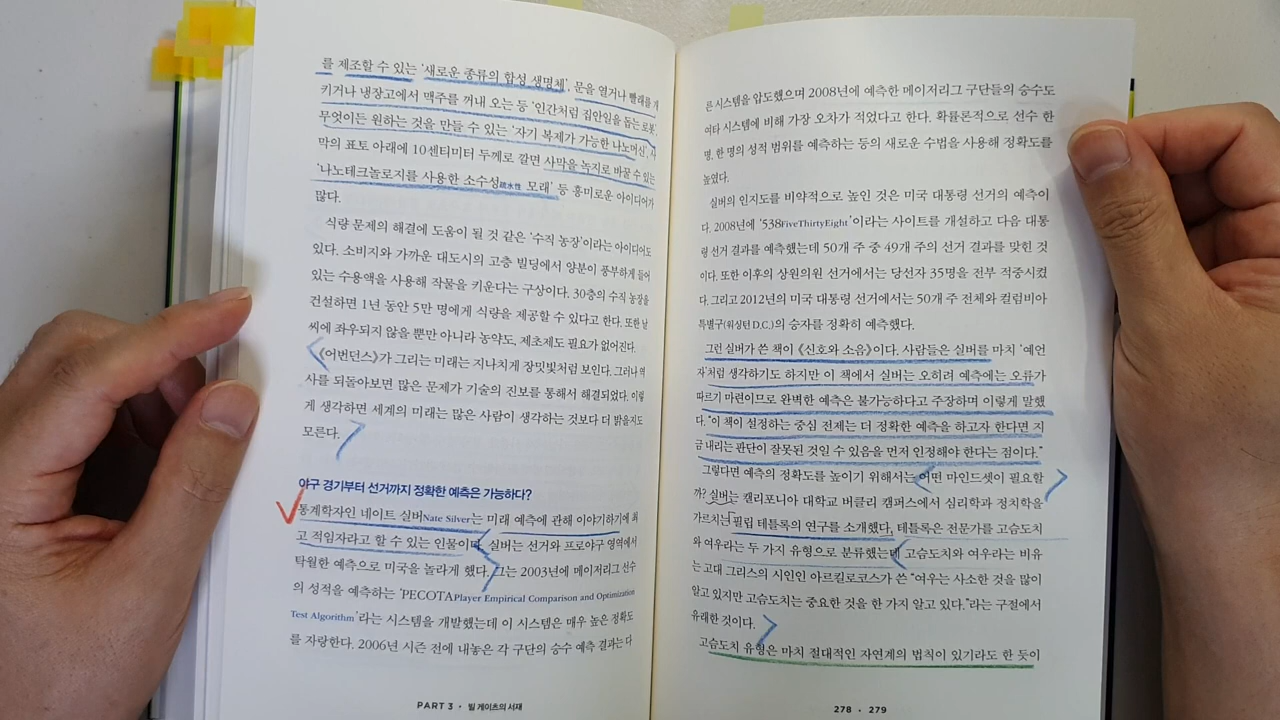 를 제조할 수 있는 '새로운 종류의 합성 생명체', 문을 열거나 빨래를 개
키거나 냉장고에서 맥주를 꺼내 오는 등 '인간처럼 집안일을 돕는 로봇',
무엇이든 원하는 것을 만들 수 있는 '자기 복제가 가능한 나노머신', 사
막의 표토 아래에 10센티미터 두께로 깔면 사막을 녹지로 바꿀 수 있는
'나노테크놀로지를 사용한 소수성疏水性 모래' 등 흥미로운 아이디어가
많다.
식량 문제의 해결에 도움이 될 것 같은 '수직 농장'이라는 아이디어도
있다. 소비지와 가까운 대도시의 고층 빌딩에서 양분이 풍부하게 들어
있는 수용액을 사용해 작물을 키운다는 구상이다. 30층의 수직 농장을
건설하면 1년 동안 5만 명에게 식량을 제공할 수 있다고 한다. 또한 날
씨에 좌우되지 않을 뿐만 아니라 농약도, 제초제도 필요가 없어진다.
《어번던스》가 그리는 미래는 지나치게 장밋빛처럼 보인다. 그러나 역
사를 되돌아보면 많은 문제가 기술의 진보를 통해서 해결되었다. 이렇
게 생각하면 세계의 미래는 많은 사람이 생각하는 것보다 더 밝을지도
모른다.
야구 경기부터 선거까지 정확한 예측은 가능하다?
통계학자인 네이트 실버Nate Silver는 미래 예측에 관해 이야기하기에 최
고 적임자라고 할 수 있는 인물이다. 실버는 선거와 프로야구 영역에서
탁월한 예측으로 미국을 놀라게 했다. 그는 2003년에 메이저리그 선수
의 성적을 예측하는 'PECOTAPlayer Empirical Comparison and Optimization
Test Algorithm'라는 시스템을 개발했는데 이 시스템은 매우 높은 정확도
를 자랑한다. 2006년 시즌 전에 내놓은 각 구단의 승수 예측 결과는 다
PART 3 • 빌 게이츠의 서재
른 시스템을 압도했으며 2008년에 예측한 메이저리그 구단들의 승수도
여타 시스템에 비해 가장 오차가 적었다고 한다. 확률론적으로 선수 한
명, 한 명의 성적 범위를 예측하는 등의 새로운 수법을 사용해 정확도를
높였다.
실버의 인지도를 비약적으로 높인 것은 미국 대통령 선거의 예측이
다. 2008년에 '538FiveThirtyEight'이라는 사이트를 개설하고 다음 대통
령 선거 결과를 예측했는데 50개 주 중 49개 주의 선거 결과를 맞힌 것
이다. 또한 이후의 상원의원 선거에서는 당선자 35명을 전부 적중시켰
다. 그리고 2012년의 미국 대통령 선거에서는 50개 주 전체와 컬럼비아
특별구(워싱턴 D.C.)의 승자를 정확히 예측했다.
그런 실버가 쓴 책이 《신호와 소음》이다. 사람들은 실버를 마치 '예언
자'처럼 생각하기도 하지만 이 책에서 실버는 오히려 예측에는 오류가
따르기 마련이므로 완벽한 예측은 불가능하다고 주장하며 이렇게 말했
다. "이 책이 설정하는 중심 전제는 더 정확한 예측을 하고자 한다면 지
금 내리는 판단이 잘못된 것일 수 있음을 먼저 인정해야 한다는 점이다."
그렇다면 예측의 정확도를 높이기 위해서는 어떤 마인드셋이 필요할
까? 실버는 캘리포니아 대학교 버클리 캠퍼스에서 심리학과 정치학을
가르치는 필립 테틀록의 연구를 소개했다. 테틀록은 전문가를 고슴도치
와 여우라는 두 가지 유형으로 분류했는데 고슴도치와 여우라는 비유
는 고대 그리스의 시인인 아르킬로코스가 쓴 "여우는 사소한 것을 많이
알고 있지만 고슴도치는 중요한 것을 한 가지 알고 있다."라는 구절에서
유래한 것이다.
고슴도치 유형은 마치 절대적인 자연계의 법칙이 있기라도 한 듯이
278 • 279